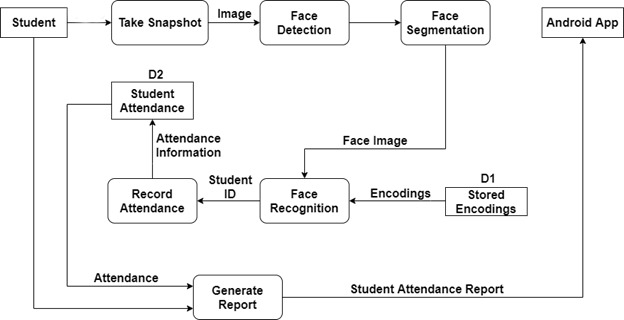 Student
Take Snapshot
Image
Face
Detection
Face
Segmentation
Android App
D2
Student
Attendance
Attendance
Information
Face Image
Record
Attendance
Student
ID
Face
Recognition
Encodings
D1
Stored
Encodings
Attendance
Generate
Report
Student Attendance Report